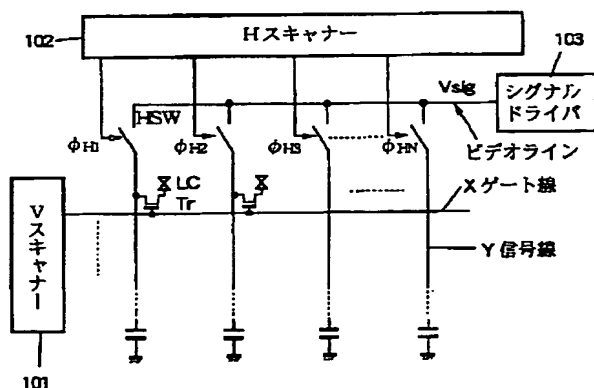 102
Hスキャナー
103
シグナル
ドライバ
Vsig
HSW
φH1
φH2
φH3
φHN
ビデオライン
LC
Tr
Xゲート線
Vスキャナー
Y信号線
101